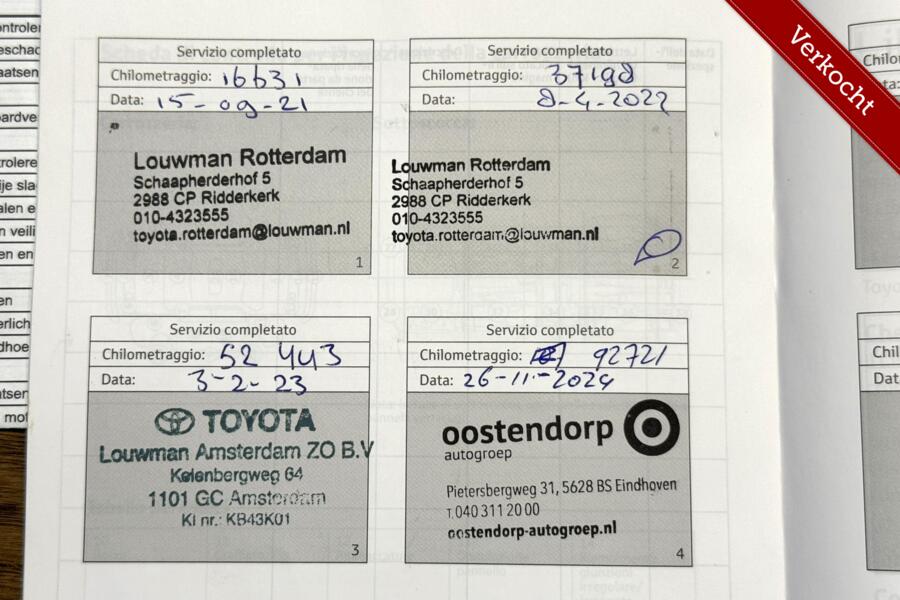 Verkocht
Servizio completato
Chilometraggio: 16631
Data: 15-09-21
Louwman Rotterdam
Schaapherderhof 5
2988 CP Ridderkerk
010-4323555
toyota.rotterdam@louwman.nl
1
Servizio completato
Chilometraggio: 37198
Data: 8-4-2022
Louwman Rotterdam
Schaapherderhof 5
2988 CP Ridderkerk
010-4323555
toyota.rotterdam@louwman.nl
2
Servizio completato
Chilometraggio: 52 443
Data: 3-2-23
TOYOTA
Louwman Amsterdam ZO B.V
Kelenbergweg 64
1101 GC Amsterdam
KI nr.: KB43K01
3
Servizio completato
Chilometraggio: 92721
Data: 26-11-2024
oostendorp
autogroep
Pietersbergweg 31, 5628 BS Eindhoven
T. 040 311 20 00
oostendorp-autogroep.nl
4